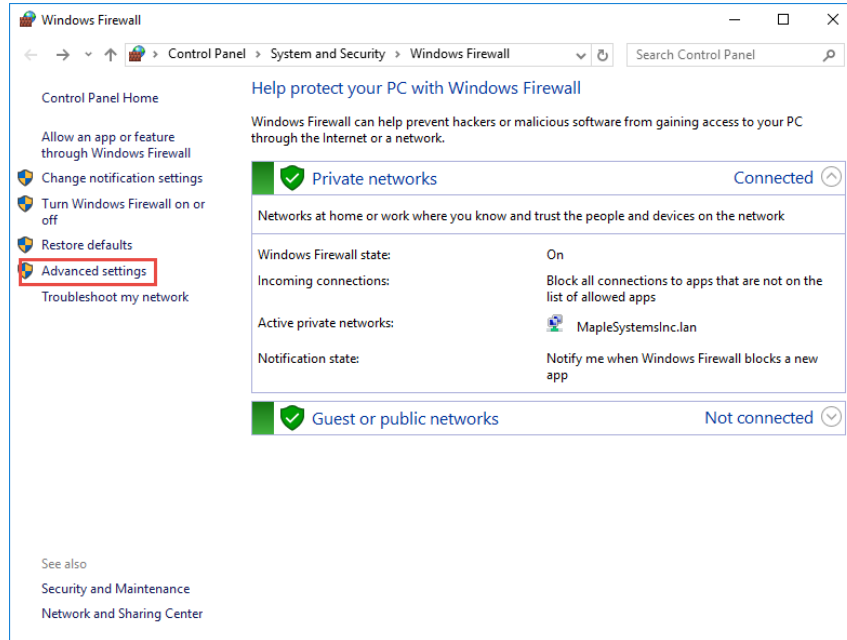 Windows Firewall
Control Panel > System and Security > Windows Firewall
Search Control Panel
Control Panel Home
Allow an app or feature
through Windows Firewall
Change notification settings
Turn Windows Firewall on or
off
Restore defaults
Advanced settings
Troubleshoot my network
Help protect your PC with Windows Firewall
Windows Firewall can help prevent hackers or malicious software from gaining access to your PC
through the Internet or a network.
Private networks Connected
Networks at home or work where you know and trust the people and devices on the network
Windows Firewall state: On
Incoming connections: Block all connections to apps that are not on the
list of allowed apps
Active private networks: MapleSystemsInc.lan
Notification state: Notify me when Windows Firewall blocks a new
app
Guest or public networks Not connected
See also
Security and Maintenance
Network and Sharing Center